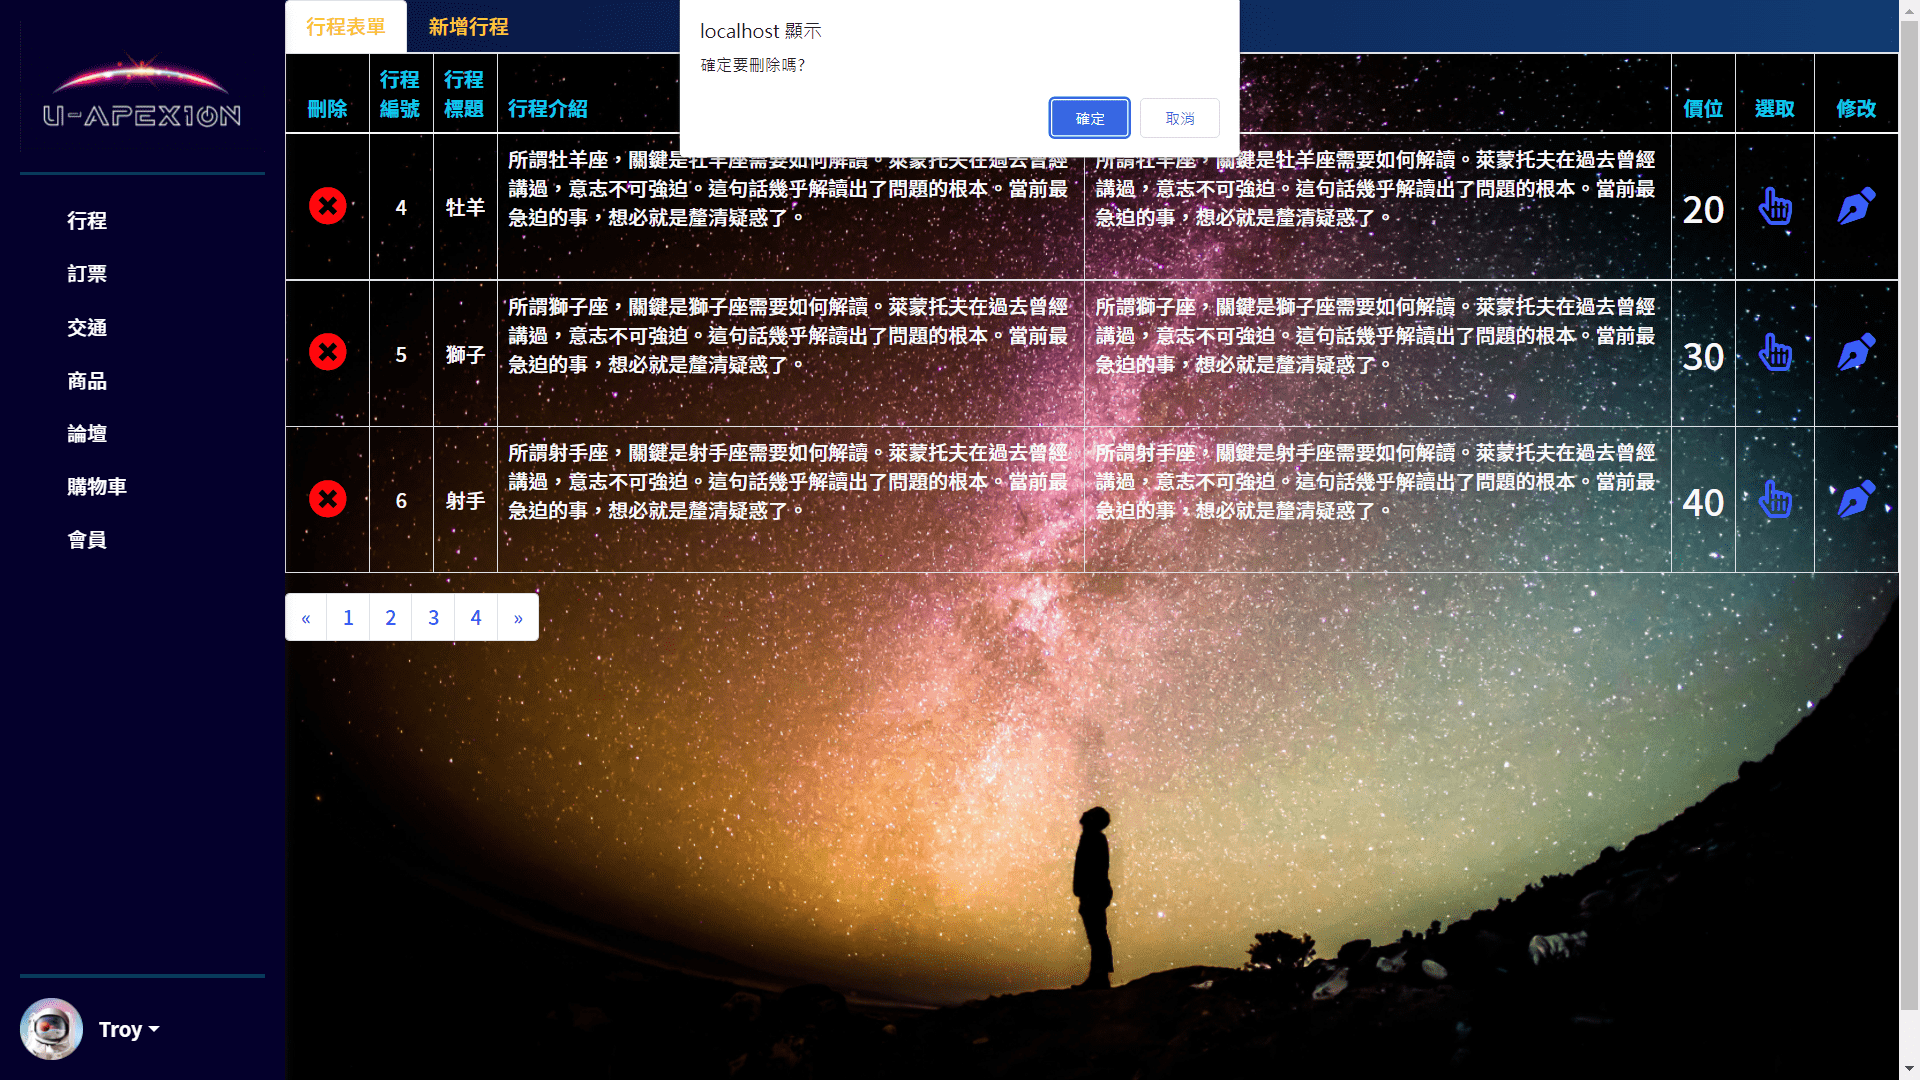 行程表單
新增行程
localhost 顯示
確定要刪除嗎?
確定
取消
U-APEX10N
行程
訂票
交通
商品
論壇
購物車
會員
Troy
刪除
行程
編號
行程
標題
行程介紹
價位
選取
修改
4
牡羊
所謂牡羊座，關鍵是牡羊座需要如何解讀。萊蒙托夫在過去曾經
講過，意志不可強迫。這句話幾乎解讀出了問題的根本。當前最
急迫的事，想必就是釐清疑惑了。
所謂牡羊座，關鍵是牡羊座需要如何解讀。萊蒙托夫在過去曾經
講過，意志不可強迫。這句話幾乎解讀出了問題的根本。當前最
急迫的事，想必就是釐清疑惑了。
20
5
獅子
所謂獅子座，關鍵是獅子座需要如何解讀。萊蒙托夫在過去曾經
講過，意志不可強迫。這句話幾乎解讀出了問題的根本。當前最
急迫的事，想必就是釐清疑惑了。
所謂獅子座，關鍵是獅子座需要如何解讀。萊蒙托夫在過去曾經
講過，意志不可強迫。這句話幾乎解讀出了問題的根本。當前最
急迫的事，想必就是釐清疑惑了。
30
6
射手
所謂射手座，關鍵是射手座需要如何解讀。萊蒙托夫在過去曾經
講過，意志不可強迫。這句話幾乎解讀出了問題的根本。當前最
急迫的事，想必就是釐清疑惑了。
所謂射手座，關鍵是射手座需要如何解讀。萊蒙托夫在過去曾經
講過，意志不可強迫。這句話幾乎解讀出了問題的根本。當前最
急迫的事，想必就是釐清疑惑了。
40
« 1 2 3 4 »